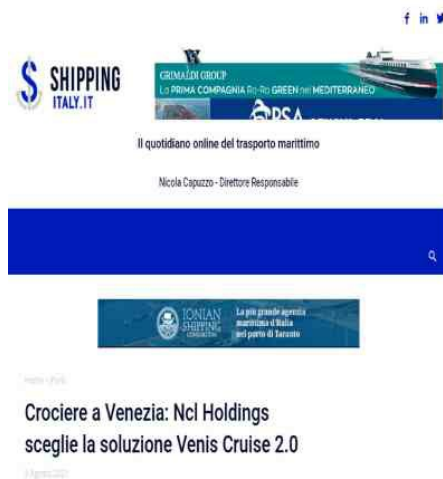 SHIPPING
ITALY.IT
GRIMALDI GROUP
La PRIMA COMPAGNIA Ro-Ro GREEN nel MEDITERRANEO
PSA
Il quotidiano online del trasporto marittimo
Nicola Capuzzo - Direttore Responsabile
IONIAN
SHIPPING
CONSORTIUM
La più grande agenzia
marittima d'Italia
nel porto di Taranto
Crociere a Venezia: Ncl Holdings
sceglie la soluzione Venis Cruise 2.0